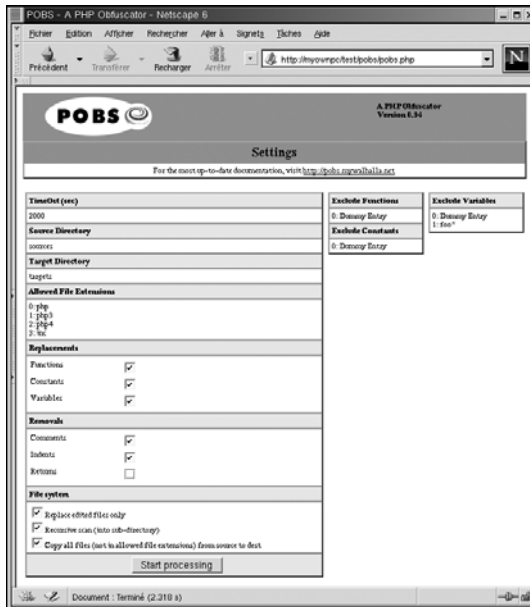 POBS - A PHP Obfuscator - Netscape 6
Fichier Edition Afficher Rechercher Aller à Signets Tâches Aide
Précédent Transférer Recharger Arrêter http://myownpc/test/pobs/pobs.php N
POBS
A PHP Obfuscator
Version 0.94
Settings
For the most up-to-date documentation, visit http://pobs.mywalhalla.net
TimeOut (sec)
2000
Source Directory
sources
Target Directory
targets
Allowed File Extensions
0: php
1: php3
2: php4
3: inc
Replacements
Functions
Constants
Variables
Removals
Comments
Indents
Returns
File system
Replace edited files only
Recursive scan (into sub-directory)
Copy all files (not in allowed file extensions) from source to dest
Start processing
Exclude Functions
0: Dummy Entry
Exclude Constants
0: Dummy Entry
Exclude Variables
0: Dummy Entry
1: foo*
Document : Terminé (2.318 s)